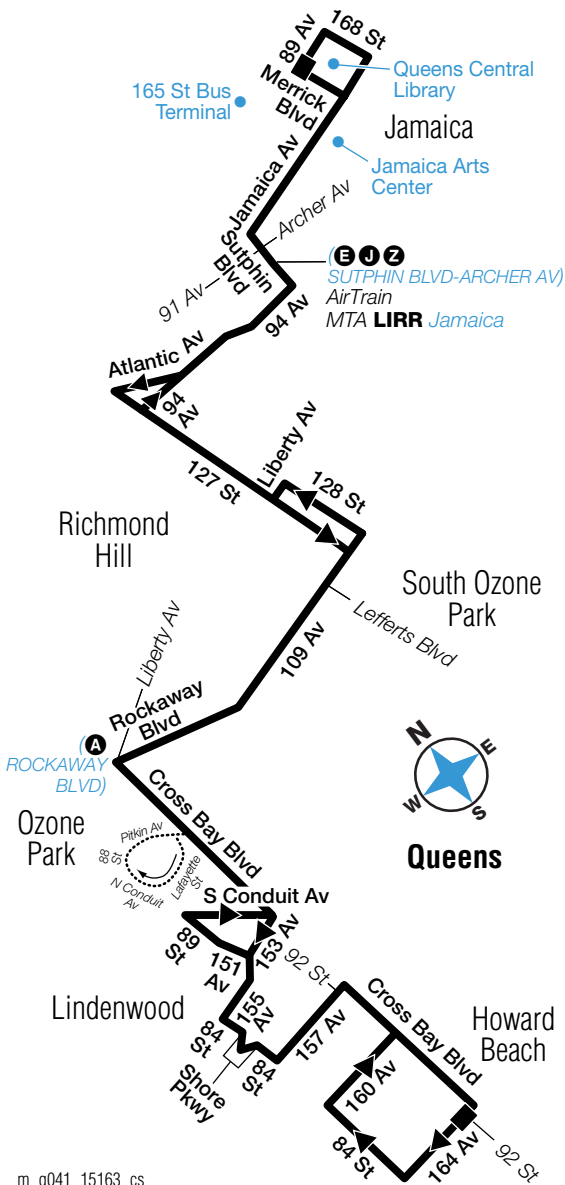 89 Av
168 St
Queens Central
Library
Merrick
Blvd
165 St Bus
Terminal
Jamaica
Jamaica Arts
Center
Jamaica Av
Archer Av
Sutphin
Blvd
(E J Z
SUTPHIN BLVD-ARCHER AV)
AirTrain
MTA LIRR Jamaica
91 Av
94 Av
Atlantic Av
94
Av
Liberty Av
127 St
128 St
Richmond
Hill
South Ozone
Park
Lefferts Blvd
109 Av
Liberty Av
Rockaway
Blvd
(A
ROCKAWAY
BLVD)
N
E
W
S
Queens
Cross Bay Blvd
Ozone
Park
Pitkin Av
88
St
Lafayette
St
N Conduit
Av
S Conduit Av
89
St
151
Av
153 Av
92 St
Lindenwood
155
Av
157 Av
Cross Bay Blvd
Howard
Beach
84
St
84
St
Shore
Pkwy
160 Av
84 St
164 Av
92 St
m_q041_15163_cs